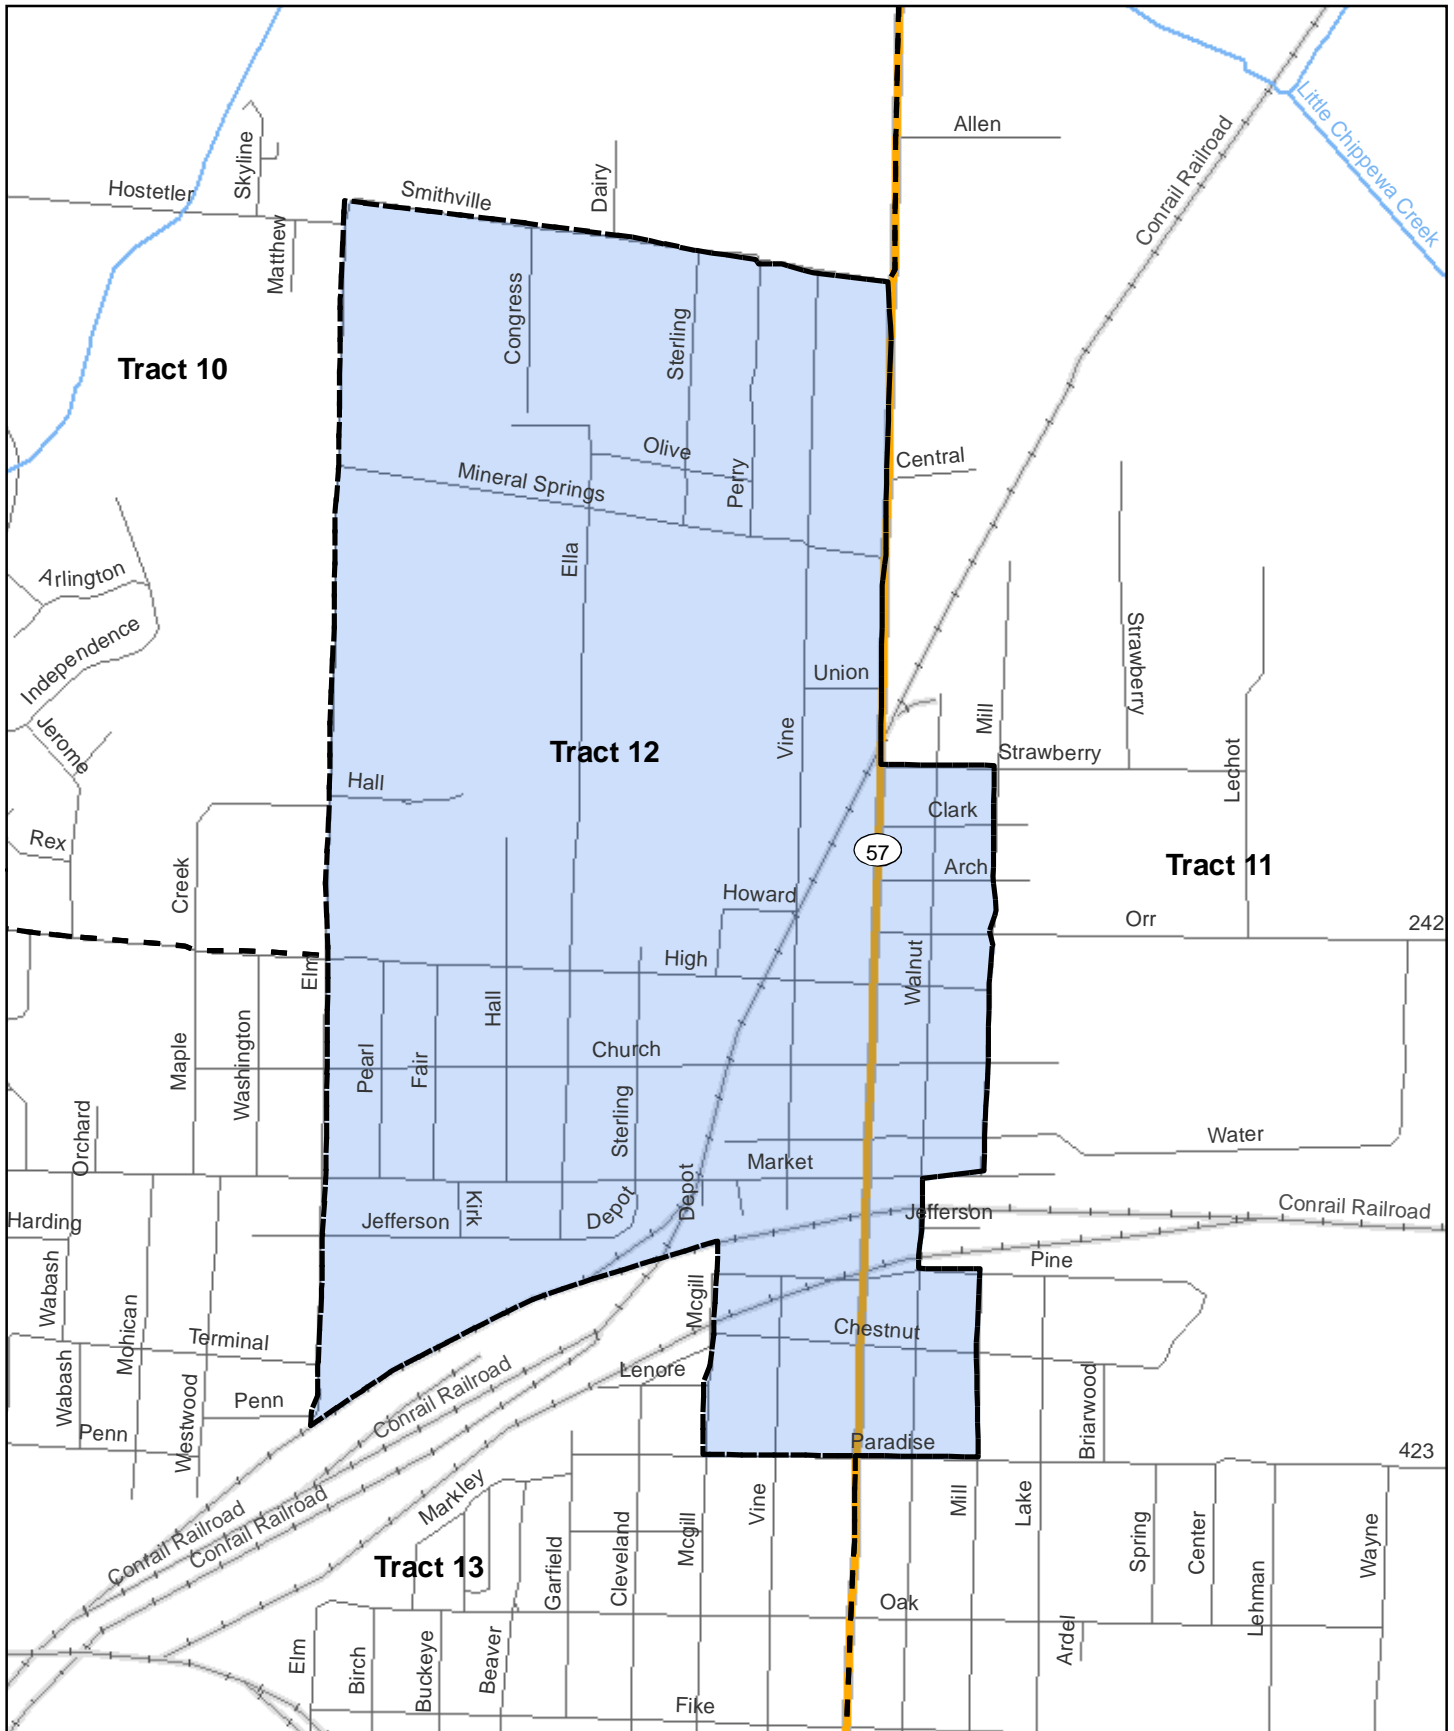 Allen
Little Chippewa Creek
Conrail Railroad
Skyline
Hostetler
Smithville
Dairy
Matthew
Congress
Sterling
Tract 10
Olive
Central
Mineral Springs
Perry
Ella
Arlington
Independence
Strawberry
Union
Jerome
Mill
Vine
Tract 12
Strawberry
Lechot
Hall
Clark
Rex
57
Creek
Arch
Tract 11
Howard
Orr
242
High
Walnut
Elm
Hall
Maple
Washington
Pearl
Fair
Church
Sterling
Orchard
Water
Market
Depot
Kirk
Depot
Harding
Jefferson
Jefferson
Conrail Railroad
Pine
Wabash
Mcgill
Mohican
Terminal
Chestnut
Wabash
Lenore
Conrail Railroad
Penn
Westwood
Briarwood
Penn
Paradise
423
Markley
Vine
Mill
Lake
Conrail Railroad
Conrail Railroad
Garfield
Cleveland
Mcgill
Spring
Center
Wayne
Tract 13
Lehman
Oak
Ardel
Elm
Birch
Buckeye
Beaver
Fike